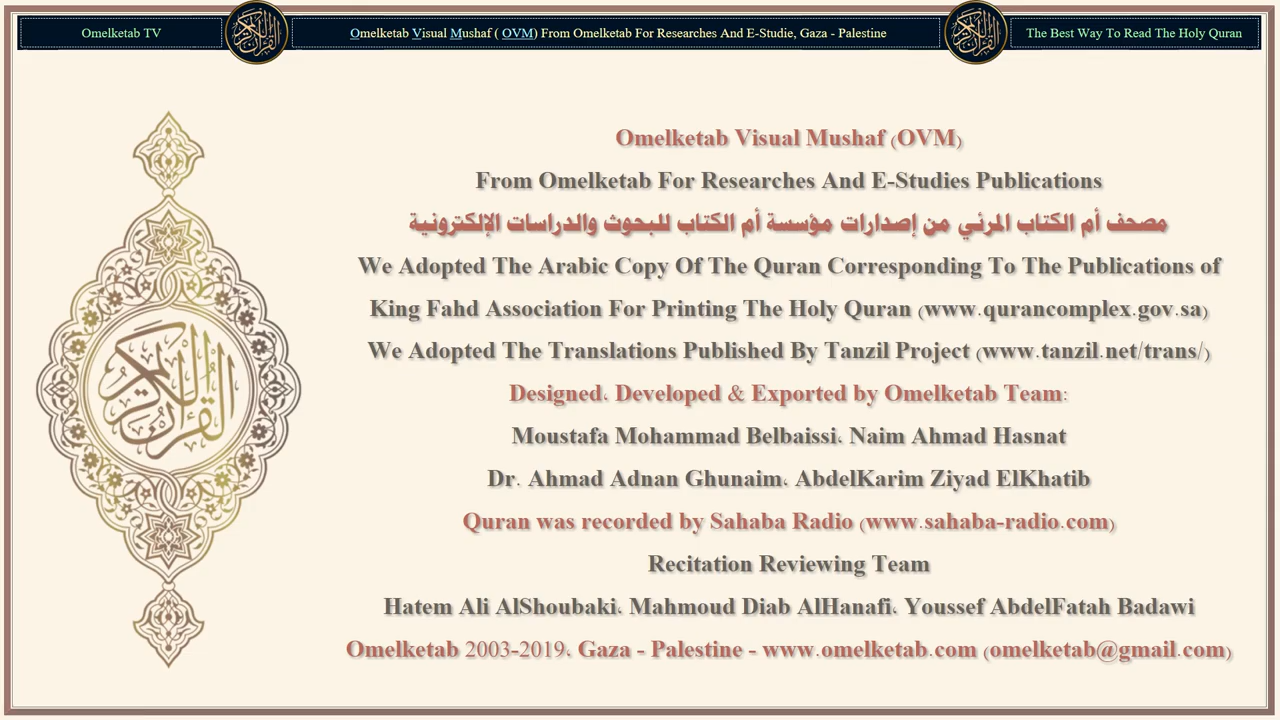 Omelketab TV
Omelketab Visual Mushaf ( OVM) From Omelketab For Researches And E-Studie, Gaza - Palestine
The Best Way To Read The Holy Quran
Omelketab Visual Mushaf (OVM)
From Omelketab For Researches And E-Studies Publications
مصحف أم الكتاب المرئي من إصدارات مؤسسة أم الكتاب للبحوث والدراسات الإلكترونية
We Adopted The Arabic Copy Of The Quran Corresponding To The Publications of
King Fahd Association For Printing The Holy Quran (www.qurancomplex.gov.sa)
We Adopted The Translations Published By Tanzil Project (www.tanzil.net/trans/)
Designed، Developed & Exported by Omelketab Team:
Moustafa Mohammad Belbaissi، Naim Ahmad Hasnat
Dr. Ahmad Adnan Ghunaim، AbdelKarim Ziyad ElKhatib
Quran was recorded by Sahaba Radio (www.sahaba-radio.com)
Recitation Reviewing Team
Hatem Ali AlShoubaki، Mahmoud Diab AlHanafi، Youssef AbdelFatah Badawi
Omelketab 2003-2019، Gaza - Palestine - www.omelketab.com (omelketab@gmail.com)
القرآن الكريم